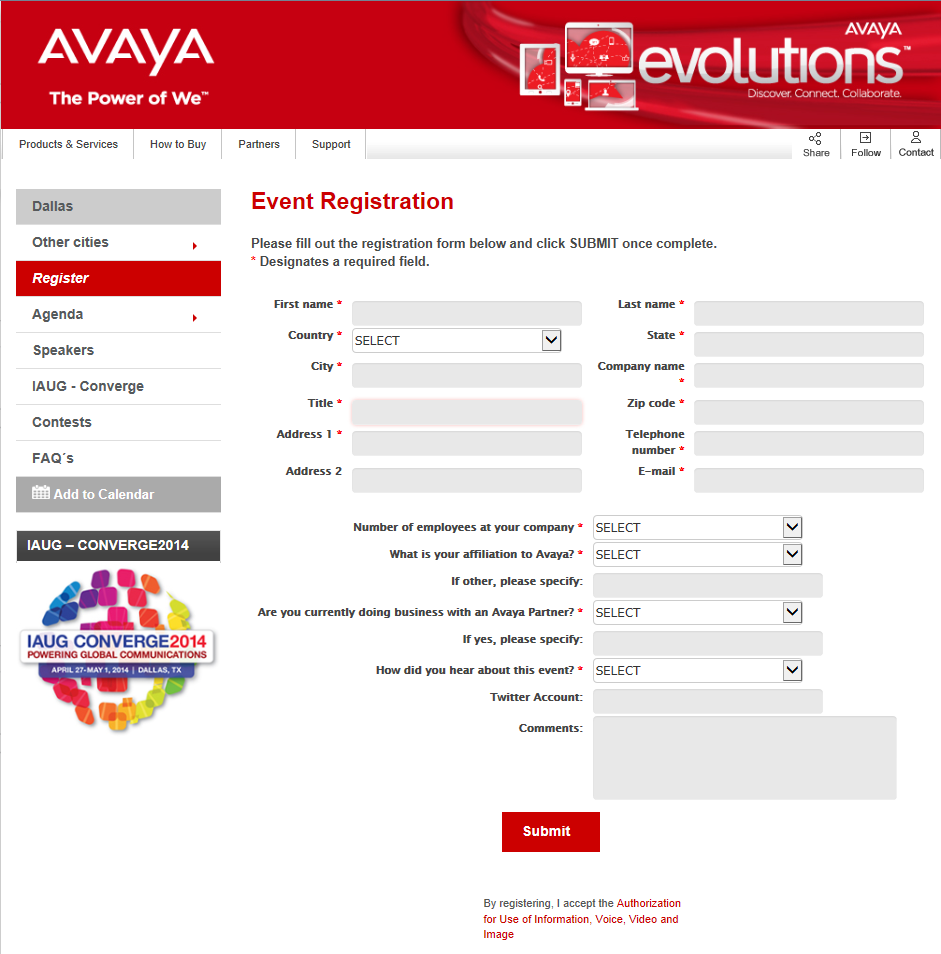 AVAYA
The Power of We™
AVAYA
evolutions™
Discover. Connect. Collaborate.
Products & Services
How to Buy
Partners
Support
Share
Follow
Contact
Dallas
Other cities
Register
Agenda
Speakers
IAUG - Converge
Contests
FAQ´s
Add to Calendar
IAUG – CONVERGE2014
IAUG CONVERGE2014
POWERING GLOBAL COMMUNICATIONS
APRIL 27-MAY 1, 2014 | DALLAS, TX
Event Registration
Please fill out the registration form below and click SUBMIT once complete.
* Designates a required field.
First name *
Last name *
Country *
SELECT
State *
City *
Company name
*
Title *
Zip code *
Address 1 *
Telephone
number *
Address 2
E-mail *
Number of employees at your company *
SELECT
What is your affiliation to Avaya? *
SELECT
If other, please specify:
Are you currently doing business with an Avaya Partner? *
SELECT
If yes, please specify:
How did you hear about this event? *
SELECT
Twitter Account:
Comments:
Submit
By registering, I accept the Authorization
for Use of Information, Voice, Video and
Image